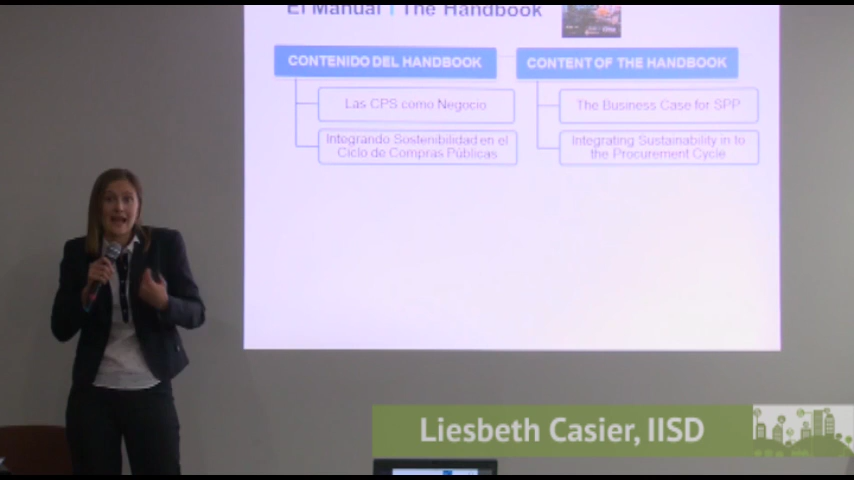 El Manual | The Handbook
CONTENIDO DEL HANDBOOK
Las CPS como Negocio
Integrando Sostenibilidad en el
Ciclo de Compras Públicas
CONTENT OF THE HANDBOOK
The Business Case for SPP
Integrating Sustainability in to
the Procurement Cycle
Liesbeth Casier, IISD